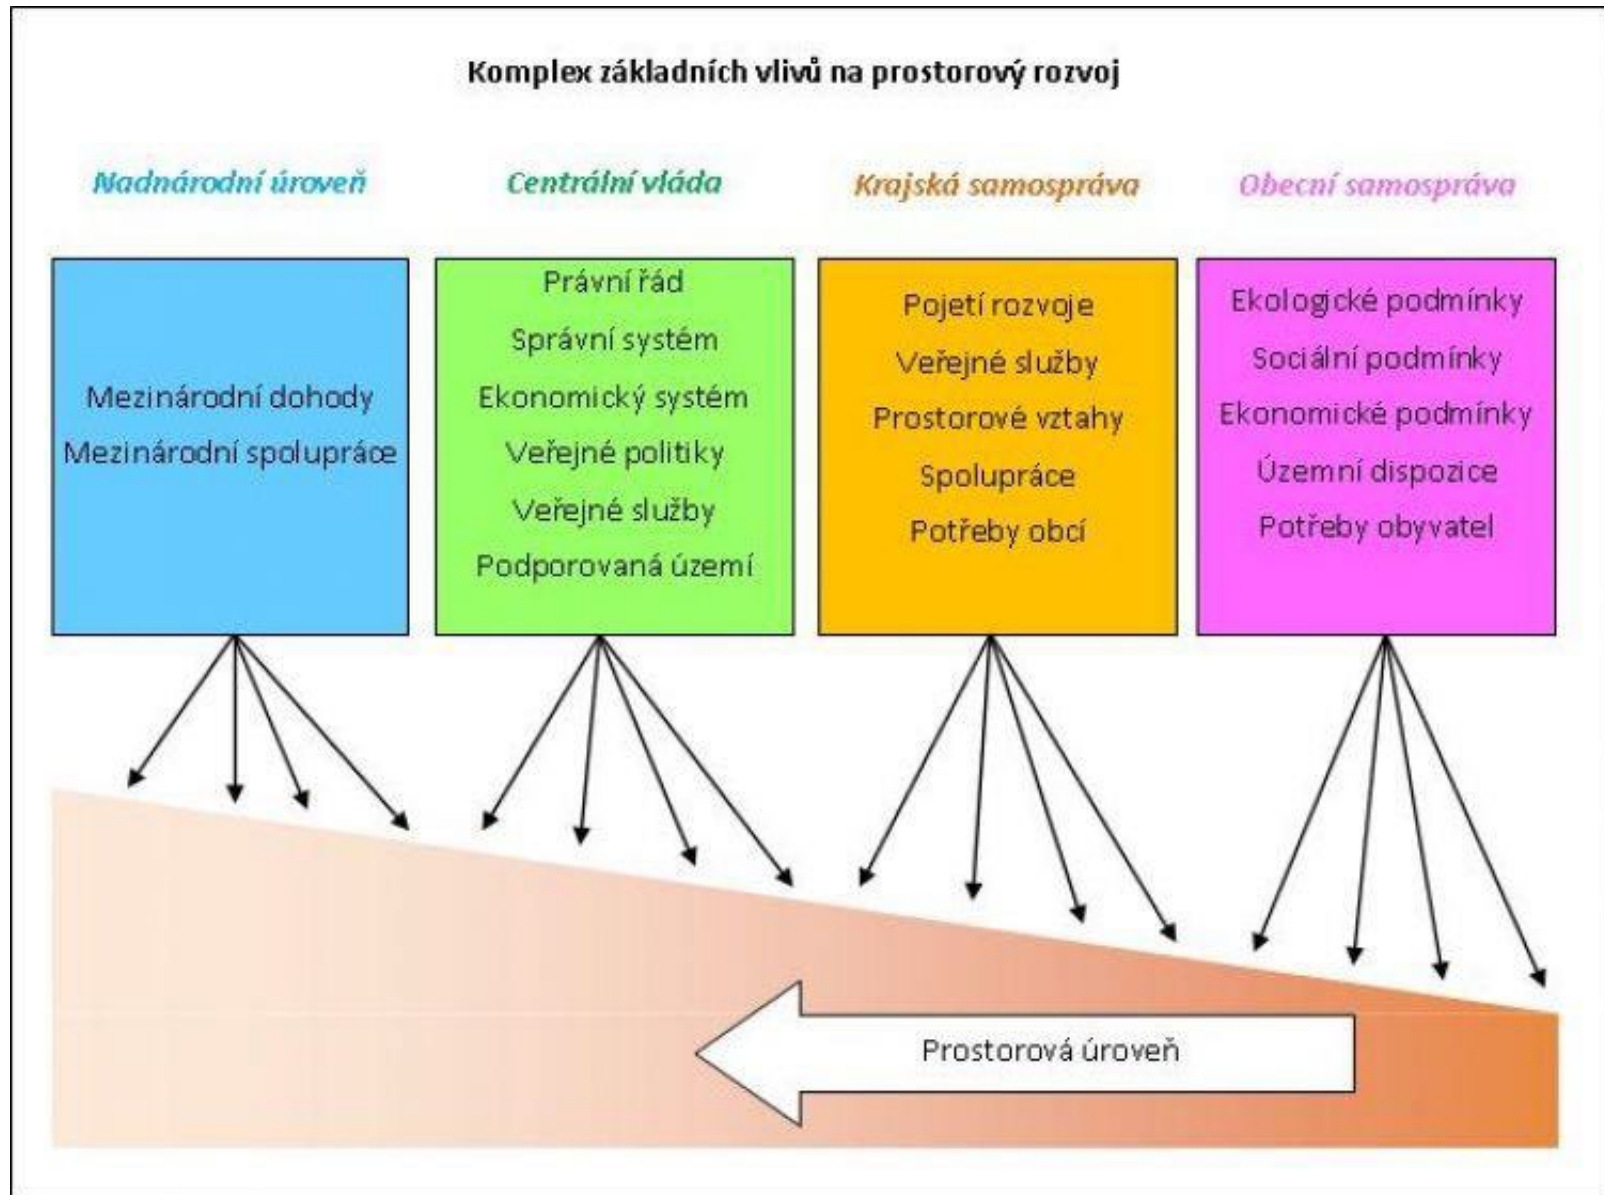 Komplex základních vlivů na prostorový rozvoj
Nadnárodní úroveň
Centrální vláda
Krajská samospráva
Obecní samospráva
Mezinárodní dohody
Mezinárodní spolupráce
Právní řád
Správní systém
Ekonomický systém
Veřejné politiky
Veřejné služby
Podporovaná území
Pojetí rozvoje
Veřejné služby
Prostorové vztahy
Spolupráce
Potřeby obcí
Ekologické podmínky
Sociální podmínky
Ekonomické podmínky
Územní dispozice
Potřeby obyvatel
Prostorová úroveň